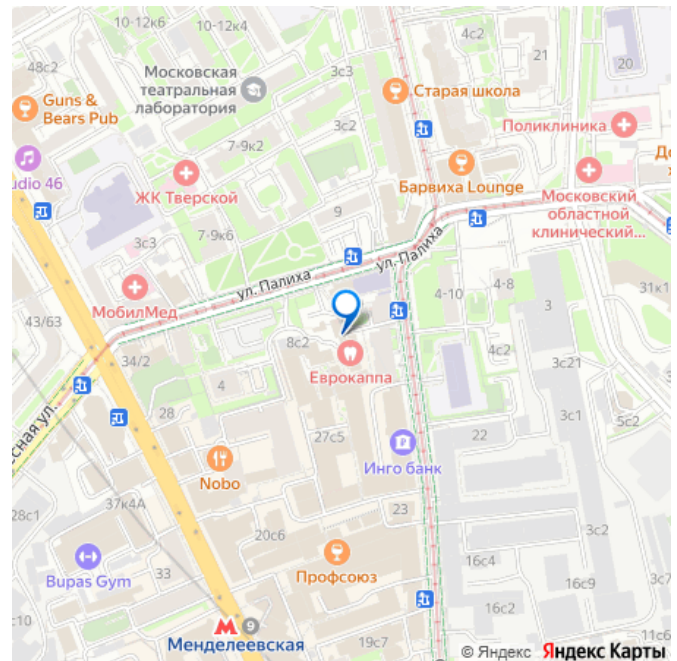 10-12к6
10-12к4
4с2
21
20
48с2
Московская
театральная
лаборатория
3с3
Старая школа
Guns &
Bears Pub
3с2
Поликлиника
7-9к2
udio 46
ЖК Тверской
Барвиха Lounge
Московский
областной
клинический...
9
7-9к6
3с3
ул. Палиха
ул. Палиха
МобилМед
4-10
4-8
31к1
3
43/63
34/2
8с2
4с2
Еврокаппа
3к21
4
28
3с1
5с2
есная ул.
27с5
22
Инго банк
Nobo
37к4А
28с1
23
20с6
3с2
33
Bupas Gym
Профсоюз
16с4
16с9
3с7
16с2
9
Менделеевская
19с7
11с6
© Яндекс Яндекс Карты